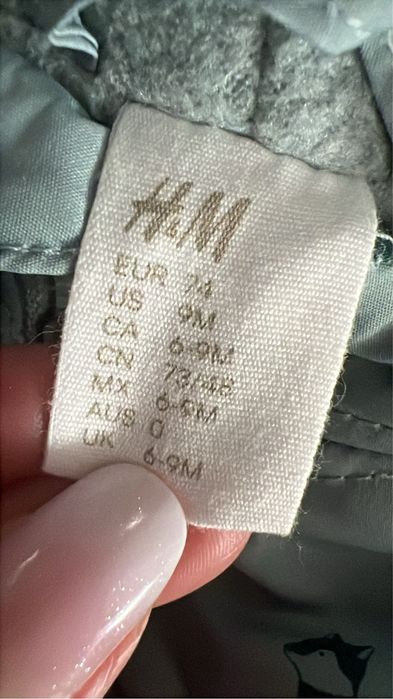 H&M
EUR 74
US 9M
CA 6-9M
CN 73/48
MX 6-9M
AUS 0
UK 6-9M